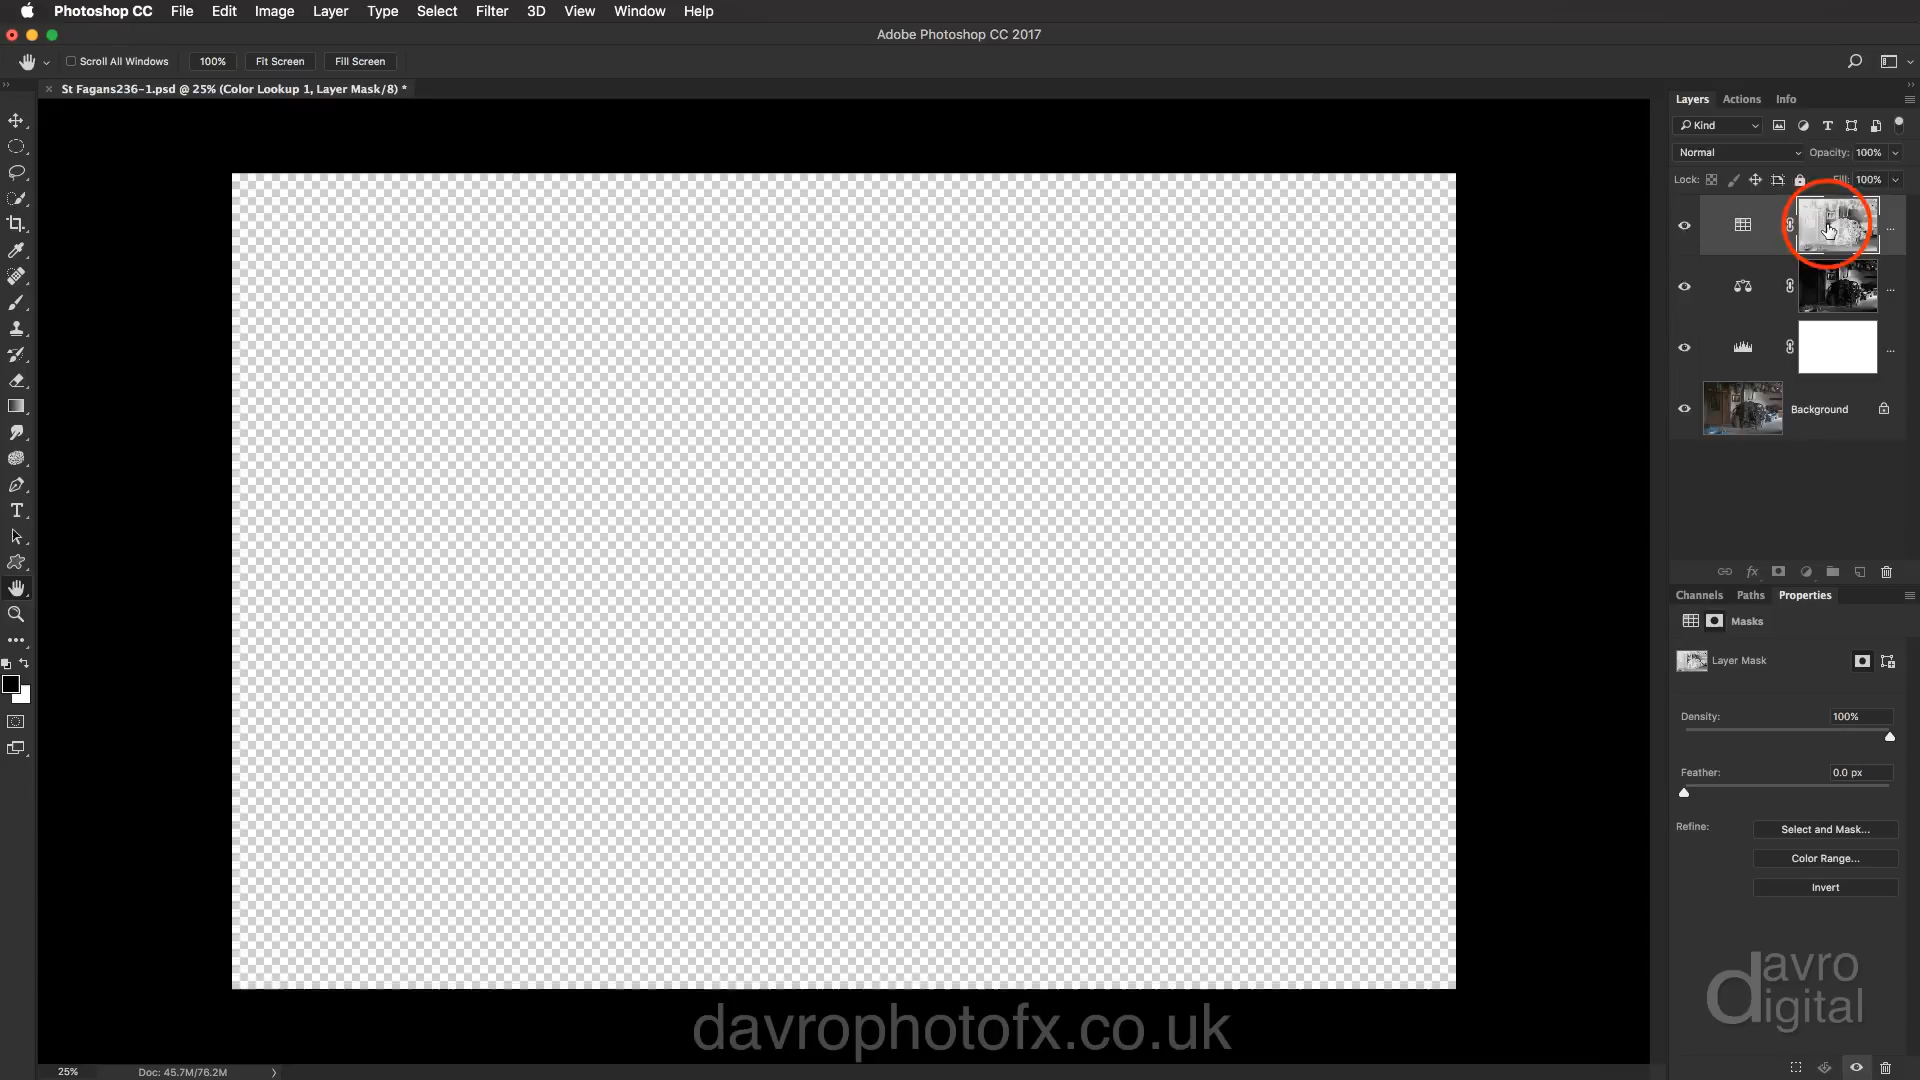 Photoshop CC File Edit Image Layer Type Select Filter 3D View Window Help
Adobe Photoshop CC 2017
Scroll All Windows 100% Fit Screen Fill Screen
St Fagans236-1.psd @ 25% (Color Lookup 1, Layer Mask/8) *
Layers Actions Info
Kind
Normal Opacity: 100%
Lock: Fill: 100%
Background
Channels Paths Properties
Masks
Layer Mask
Density: 100%
Feather: 0.0 px
Refine: Select and Mask...
Color Range...
Invert
davro
digital
davrophotofx.co.uk
25% Doc: 45.7M/76.2M